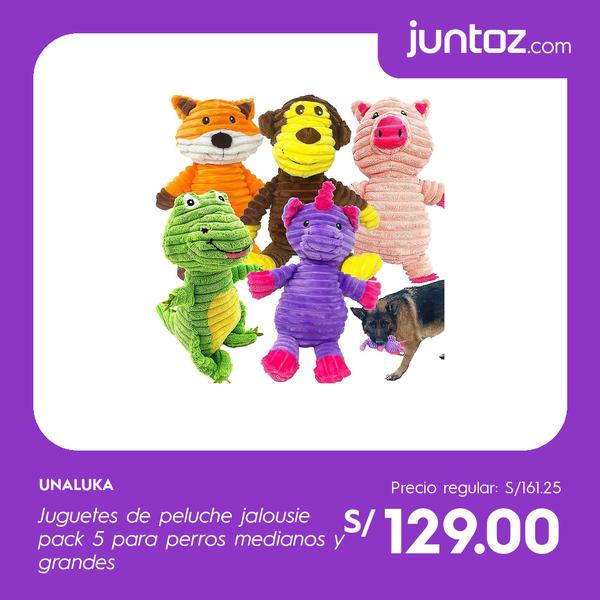 juntoz.com
UNALUKA
Juguetes de peluche jalousie
pack 5 para perros medianos y
grandes
Precio regular: S/161.25
S/ 129.00